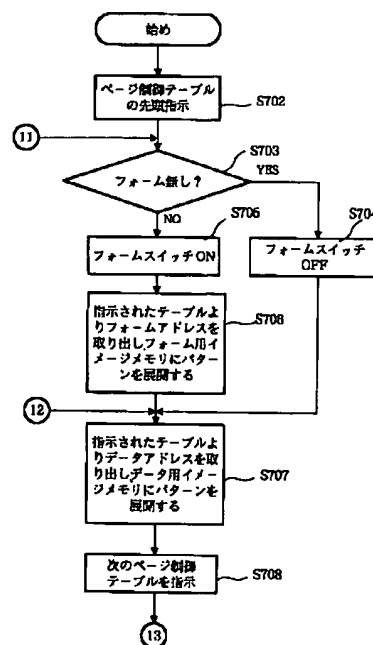 始め
ページ制御テーブル
の先頭指示
S702
11
S703
フォーム無し?
YES
NO
S705
S704
フォームスイッチON
フォームスイッチ
OFF
指示されたテーブルよ
りフォームアドレスを
取り出し,フォーム用イ
メージメモリにパター
ンを展開する
S706
12
指示されたテーブルよ
りデータアドレスを取
り出し,データ用イメー
ジメモリにパターンを
展開する
S707
次のページ制御
テーブルを指示
S708
13